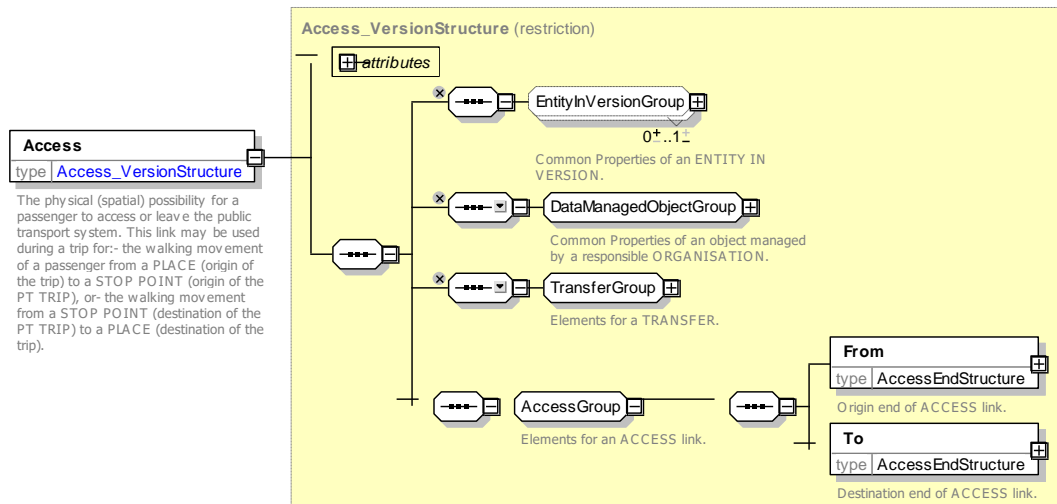 Access_VersionStructure (restriction)
attributes
EntityInVersionGroup
0..1
Common Properties of an ENTITY IN
VERSION.
Access
type Access_VersionStructure
The physical (spatial) possibility for a
passenger to access or leave the public
transport system. This link may be used
during a trip for:- the walking movement
of a passenger from a PLACE (origin of
the trip) to a STOP POINT (origin of the
PT TRIP), or- the walking movement
from a STOP POINT (destination of the
PT TRIP) to a PLACE (destination of the
trip).
DataManagedObjectGroup
Common Properties of an object managed
by a responsible ORGANISATION.
TransferGroup
Elements for a TRANSFER.
AccessGroup
Elements for an ACCESS link.
From
type AccessEndStructure
Origin end of ACCESS link.
To
type AccessEndStructure
Destination end of ACCESS link.